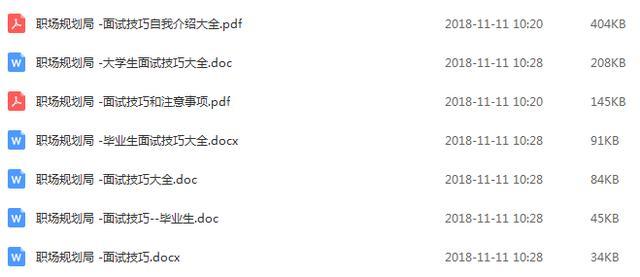 职场规划局 -面试技巧自我介绍大全.pdf 2018-11-11 10:20 404KB
职场规划局 -大学生面试技巧大全.doc 2018-11-11 10:28 208KB
职场规划局 -面试技巧和注意事项.pdf 2018-11-11 10:20 145KB
职场规划局 -毕业生面试技巧大全.docx 2018-11-11 10:28 91KB
职场规划局 -面试技巧大全.doc 2018-11-11 10:28 84KB
职场规划局 -面试技巧--毕业生.doc 2018-11-11 10:28 45KB
职场规划局 -面试技巧.docx 2018-11-11 10:28 34KB